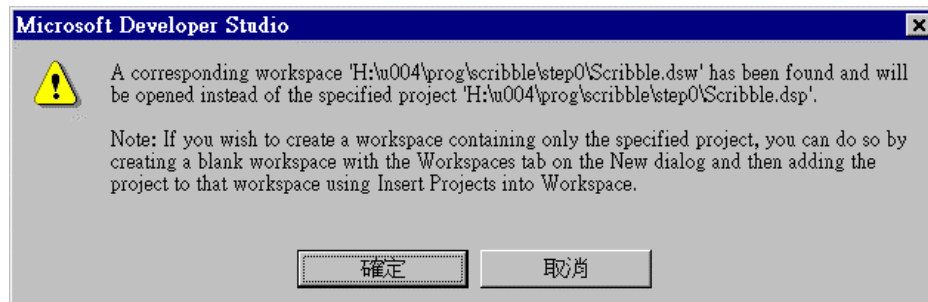 Microsoft Developer Studio
A corresponding workspace 'H:\u004\prog\scribble\step0\Scribble.dsw' has been found and will
be opened instead of the specified project 'H:\u004\prog\scribble\step0\Scribble.dsp'.
Note: If you wish to create a workspace containing only the specified project, you can do so by
creating a blank workspace with the Workspaces tab on the New dialog and then adding the
project to that workspace using Insert Projects into Workspace.
確定 取消